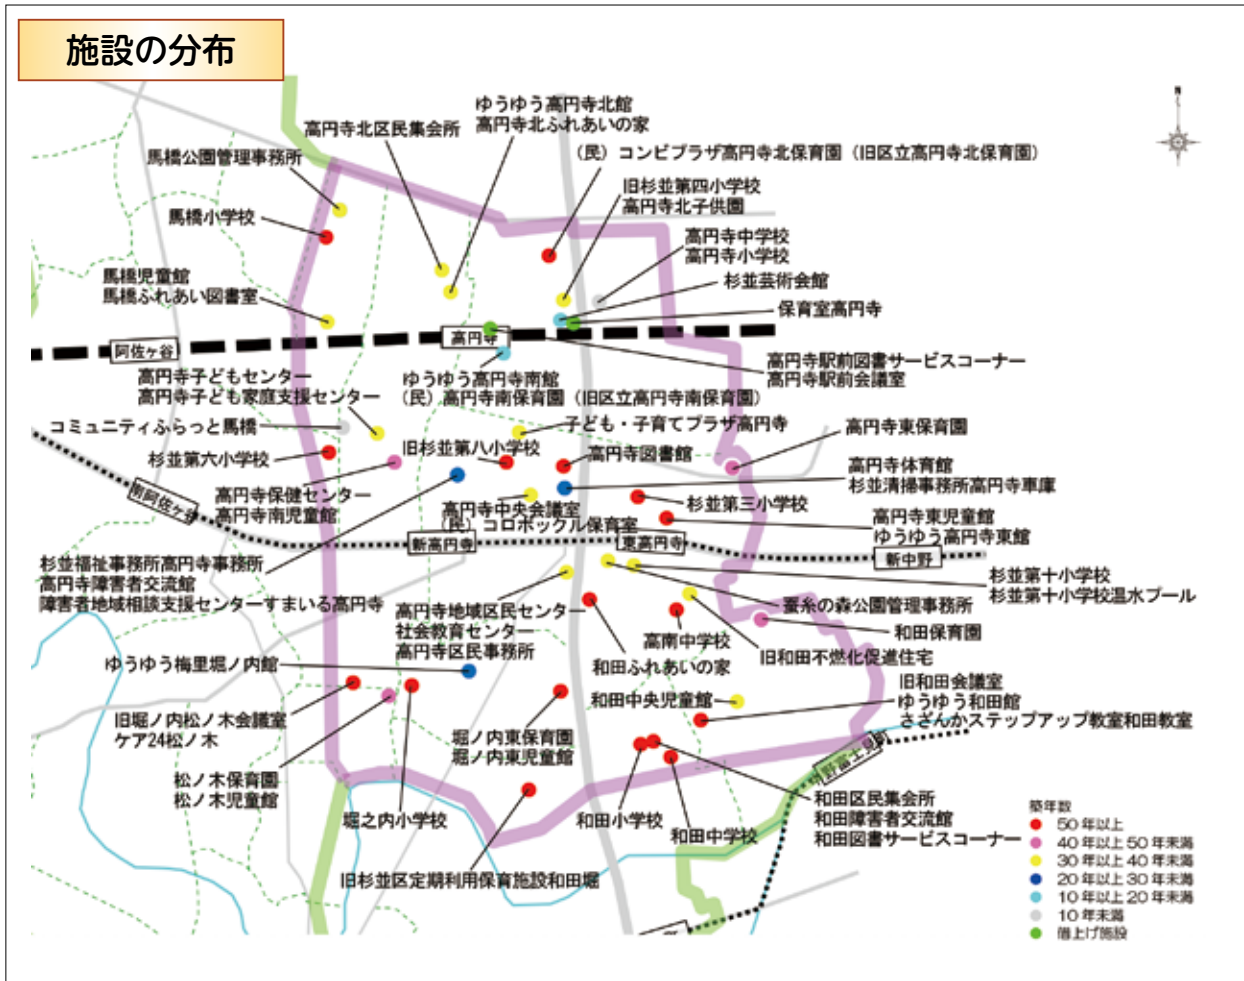 施設の分布
N
ゆうゆう高円寺北館
高円寺北ふれあいの家
高円寺北区民集会所
(民）コンビプラザ高円寺北保育園（旧区立高円寺北保育園）
馬橋公園管理事務所
旧杉並第四小学校
高円寺北子供園
馬橋小学校
高円寺中学校
高円寺小学校
杉並芸術会館
馬橋児童館
馬橋ふれあい図書室
保育室高円寺
高円寺
阿佐ヶ谷
高円寺駅前図書サービスコーナー
高円寺駅前会議室
高円寺子どもセンター
高円寺子ども家庭支援センター
ゆうゆう高円寺南館
(民）高円寺南保育園（旧区立高円寺南保育園）
コミュニティふらっと馬橋
子ども・子育てプラザ高円寺
高円寺東保育園
杉並第六小学校
旧杉並第八小学校
高円寺図書館
高円寺体育館
杉並清掃事務所高円寺車庫
南阿佐ケ谷
高円寺保健センター
高円寺南児童館
高円寺中央会議室
(民）コロボックル保育室
杉並第三小学校
高円寺東児童館
ゆうゆう高円寺東館
新高円寺
東高円寺
新中野
杉並福祉事務所高円寺事務所
高円寺障害者交流館
障害者地域相談支援センターすまいる高円寺
杉並第十小学校
杉並第十小学校温水プール
高円寺地域区民センター
社会教育センター
高円寺区民事務所
蚕糸の森公園管理事務所
高南中学校
和田保育園
ゆうゆう梅里堀ノ内館
和田ふれあいの家
旧和田不燃化促進住宅
旧堀ノ内松ノ木会議室
ケア24松ノ木
和田中央児童館
旧和田会議室
ゆうゆう和田館
さざんかステップアップ教室和田教室
堀ノ内東保育園
堀ノ内東児童館
松ノ木保育園
松ノ木児童館
堀之内小学校
和田小学校
和田中学校
和田区民集会所
和田障害者交流館
和田図書サービスコーナー
旧杉並区定期利用保育施設和田堀
築年数
50年以上
40年以上50年未満
30年以上40年未満
20年以上30年未満
10年以上20年未満
10年未満
借上げ施設